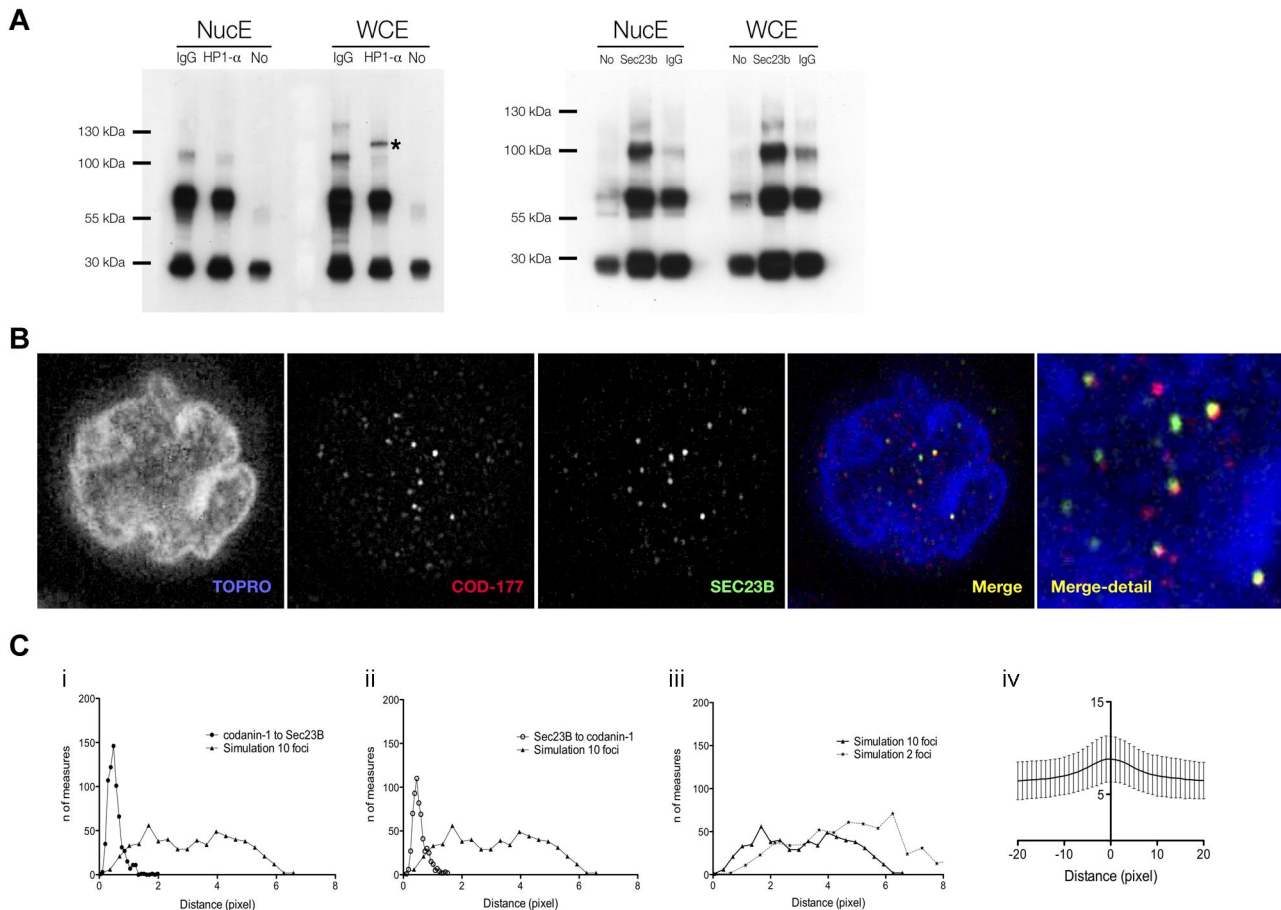 A
NucE WCE
IgG HP1-α No IgG HP1-α No
130 kDa
*
100 kDa
55 kDa
30 kDa
NucE WCE
No Sec23b IgG No Sec23b IgG
130 kDa
100 kDa
55 kDa
30 kDa
B
TOPRO
COD-177
SEC23B
Merge
Merge-detail
C
i
200
150
100
50
0
n of measures
codanin-1 to Sec23B
Simulation 10 foci
0 2 4 6 8
Distance (pixel)
ii
200
150
100
50
0
n of measures
Sec23B to codanin-1
Simulation 10 foci
0 2 4 6 8
Distance (pixel)
iii
200
150
100
50
0
n of measures
Simulation 10 foci
Simulation 2 foci
0 2 4 6 8
Distance (pixel)
iv
15
5
-20 -10 0 10 20
Distance (pixel)